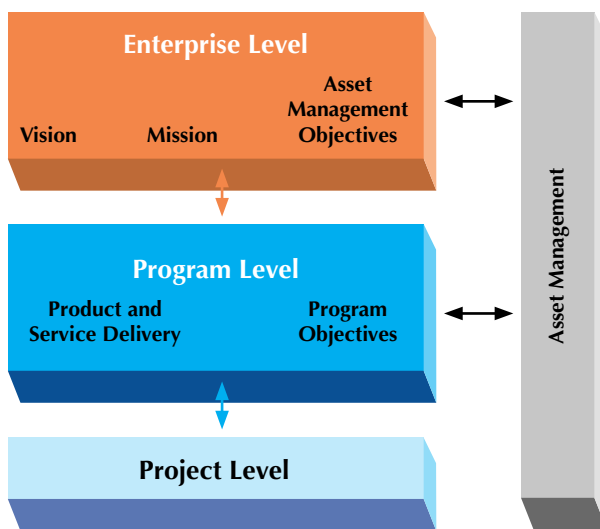 Enterprise Level
Vision
Mission
Asset
Management
Objectives
Program Level
Product and
Service Delivery
Program
Objectives
Project Level
Asset Management